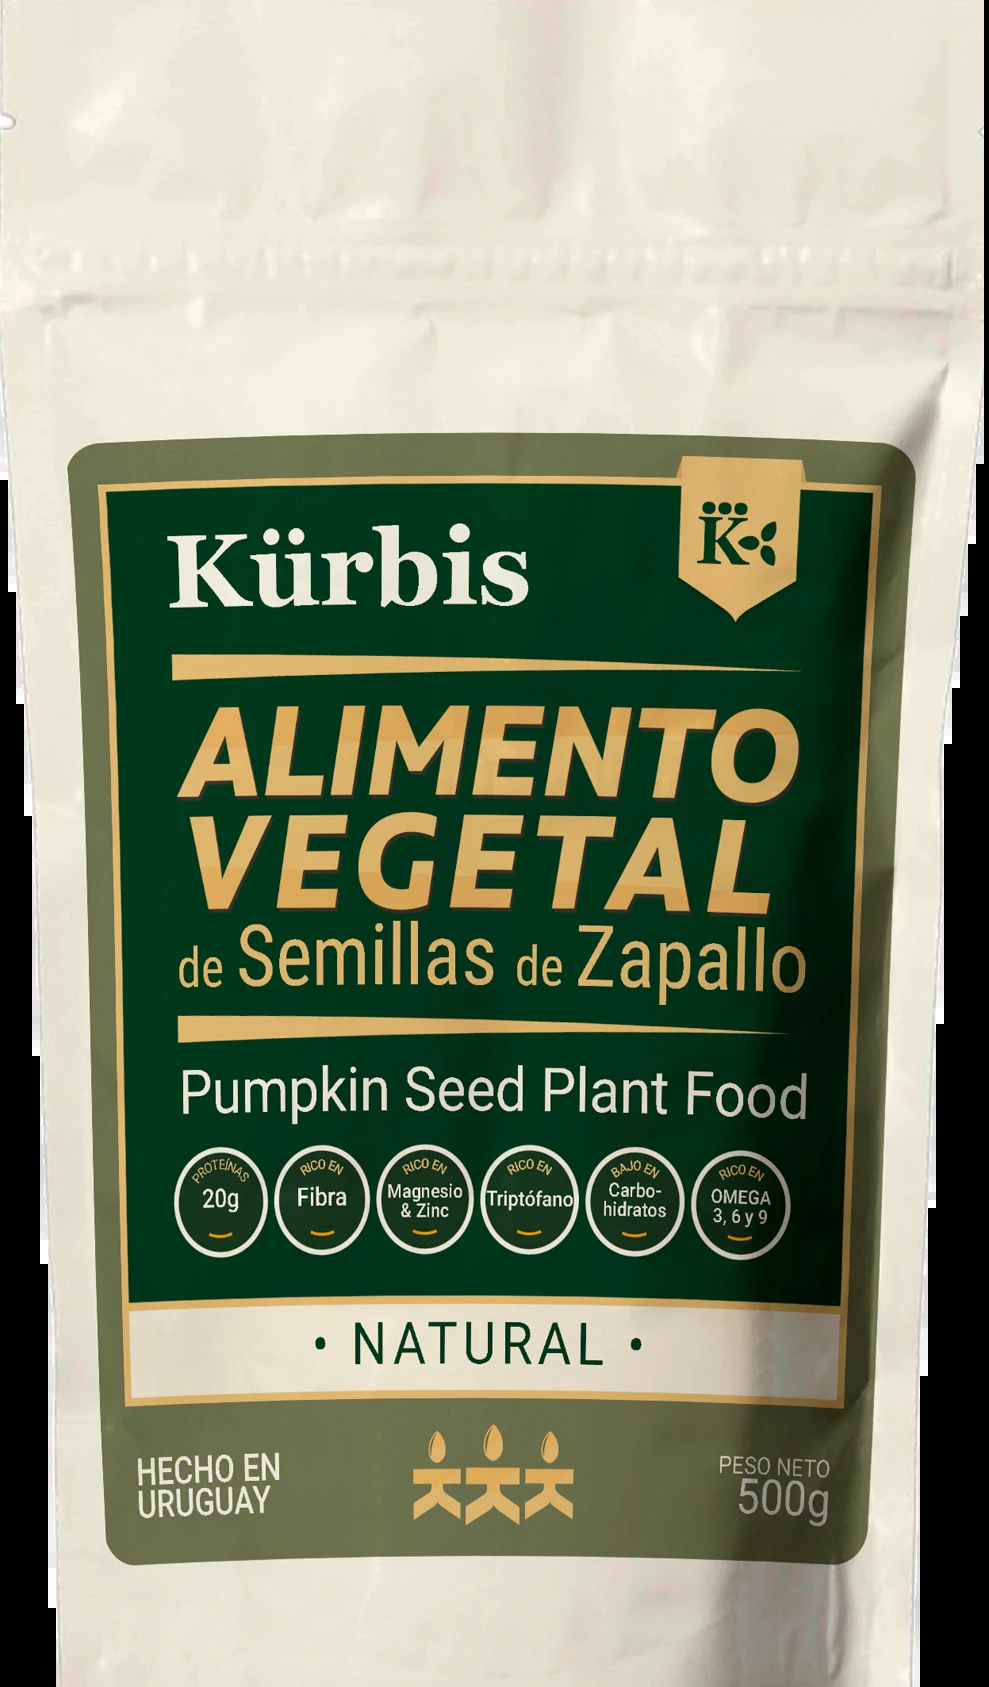 Kürbis
K
ALIMENTO
VEGETAL
de Semillas de Zapallo
Pumpkin Seed Plant Food
PROTEÍNAS
20g
RICO EN
Fibra
RICO EN
Magnesio
& Zinc
RICO EN
Triptófano
BAJO EN
Carbo-
hidratos
RICO EN
OMEGA
3, 6 y 9
• NATURAL •
HECHO EN
URUGUAY
PESO NETO
500g